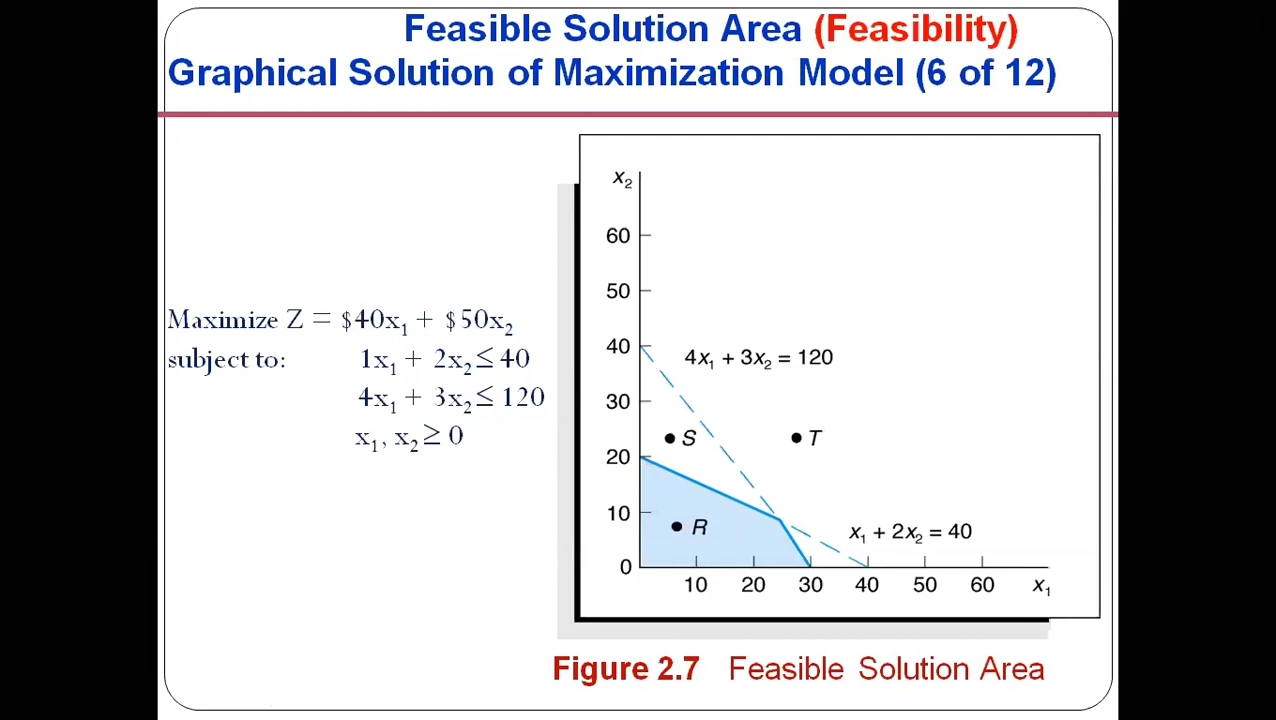 Feasible Solution Area (Feasibility)
Graphical Solution of Maximization Model (6 of 12)
Maximize Z = $40x₁ + $50x₂
subject to: 1x₁ + 2x₂ ≤ 40
4x₁ + 3x₂ ≤ 120
x₁, x₂ ≥ 0
x₂
60
50
40
4x₁ + 3x₂ = 120
30
S
T
20
10
R
x₁ + 2x₂ = 40
0
10 20 30 40 50 60 x₁
Figure 2.7 Feasible Solution Area